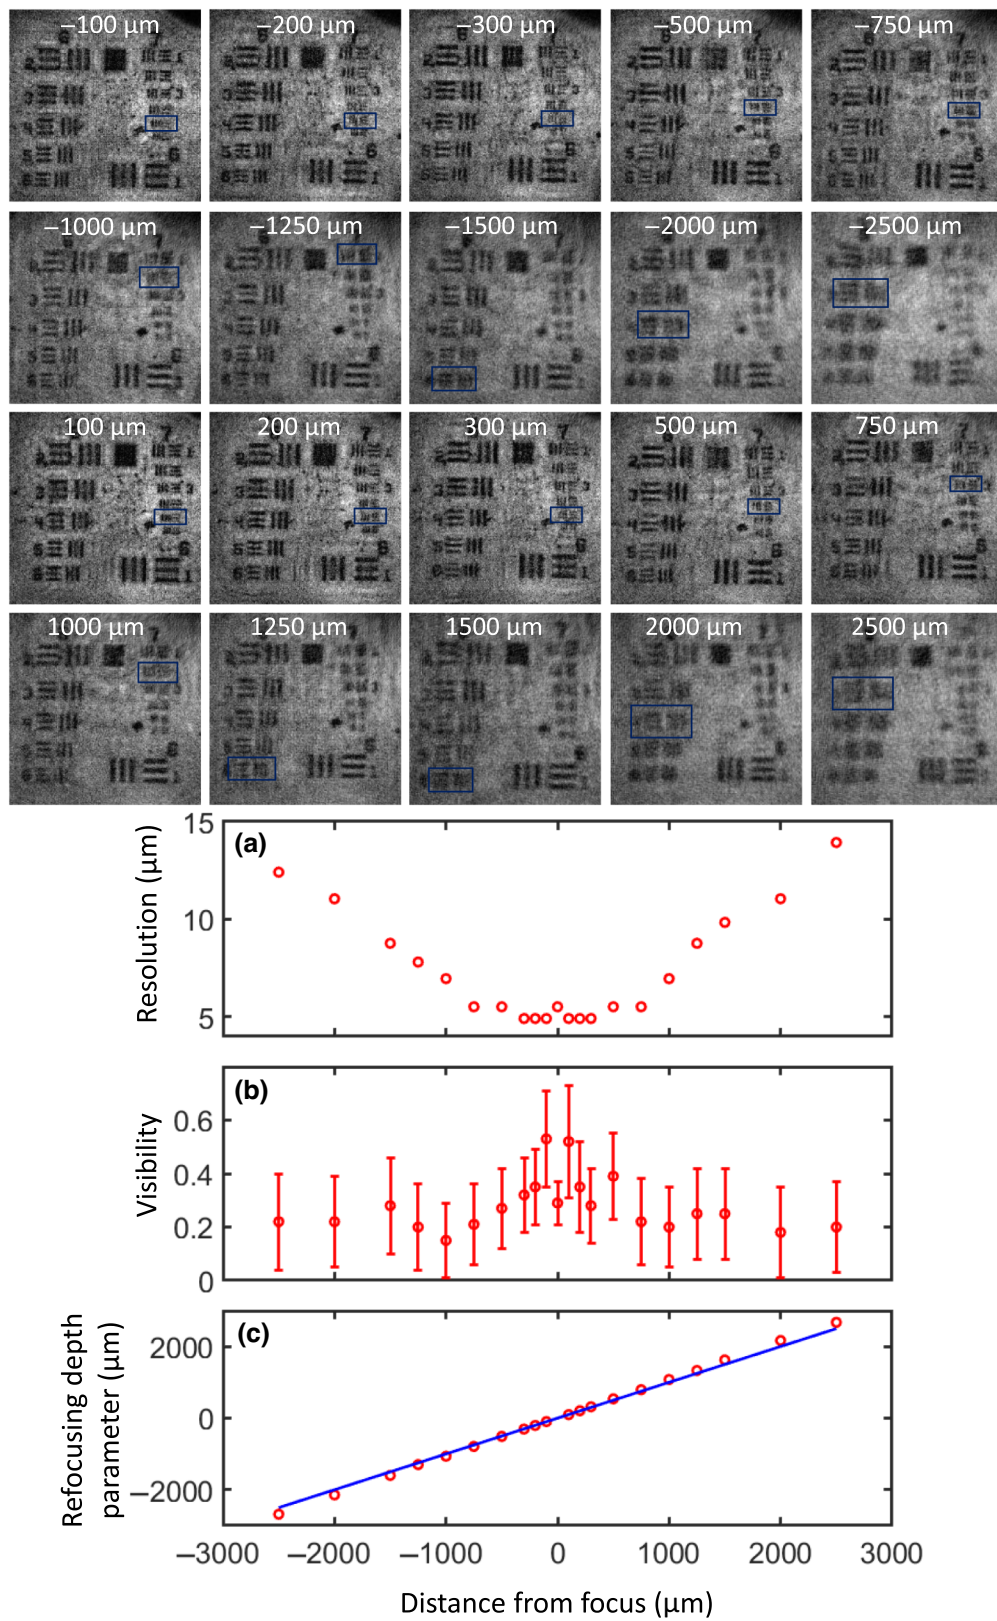 −100 µm
−200 µm
−300 µm
−500 µm
−750 µm
−1000 µm
−1250 µm
−1500 µm
−2000 µm
−2500 µm
100 µm
200 µm
300 µm
500 µm
750 µm
1000 µm
1250 µm
1500 µm
2000 µm
2500 µm
(a)
15
10
5
Resolution (µm)
(b)
0.6
0.4
0.2
0
Visibility
(c)
2000
0
−2000
Refocusing depth
parameter (µm)
−3000 −2000 −1000 0 1000 2000 3000
Distance from focus (µm)